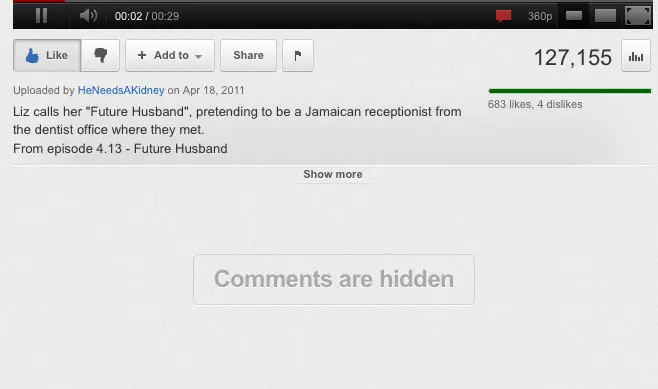 00:02 / 00:29 360p
Like + Add to Share 127,155
Uploaded by HeNeedsAKidney on Apr 18, 2011
683 likes, 4 dislikes
Liz calls her "Future Husband", pretending to be a Jamaican receptionist from
the dentist office where they met.
From episode 4.13 - Future Husband
Show more
Comments are hidden